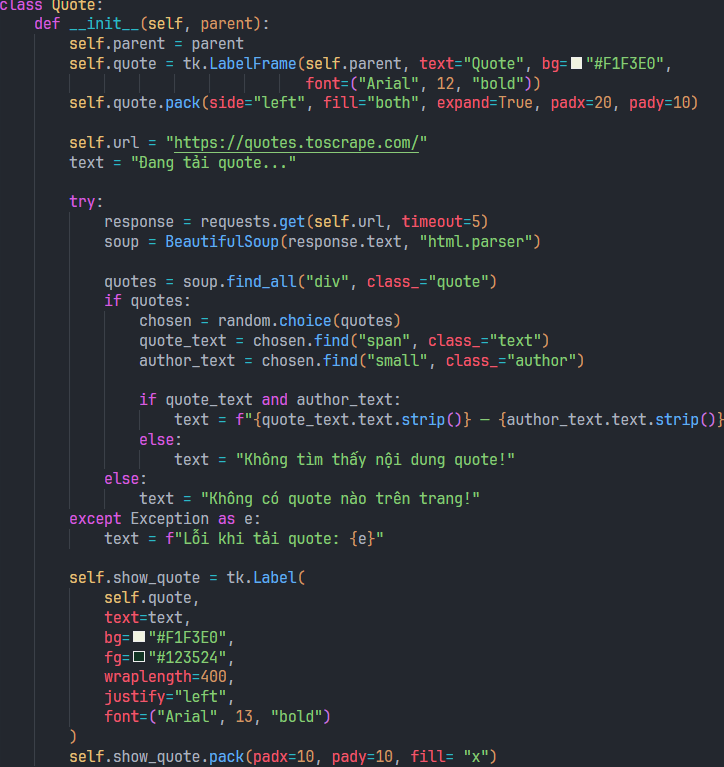 class Quote:
    def __init__(self, parent):
        self.parent = parent
        self.quote = tk.LabelFrame(self.parent, text="Quote", bg="#F1F3E0",
                                   font=("Arial", 12, "bold"))
        self.quote.pack(side="left", fill="both", expand=True, padx=20, pady=10)

        self.url = "https://quotes.toscrape.com/"
        text = "Đang tải quote..."

        try:
            response = requests.get(self.url, timeout=5)
            soup = BeautifulSoup(response.text, "html.parser")

            quotes = soup.find_all("div", class_="quote")
            if quotes:
                chosen = random.choice(quotes)
                quote_text = chosen.find("span", class_="text")
                author_text = chosen.find("small", class_="author")

                if quote_text and author_text:
                    text = f"{quote_text.text.strip()} — {author_text.text.strip()}
                else:
                    text = "Không tìm thấy nội dung quote!"
            else:
                text = "Không có quote nào trên trang!"
        except Exception as e:
            text = f"Lỗi khi tải quote: {e}"

        self.show_quote = tk.Label(
            self.quote,
            text=text,
            bg="#F1F3E0",
            fg="#123524",
            wraplength=400,
            justify="left",
            font=("Arial", 13, "bold")
        )
        self.show_quote.pack(padx=10, pady=10, fill= "x")